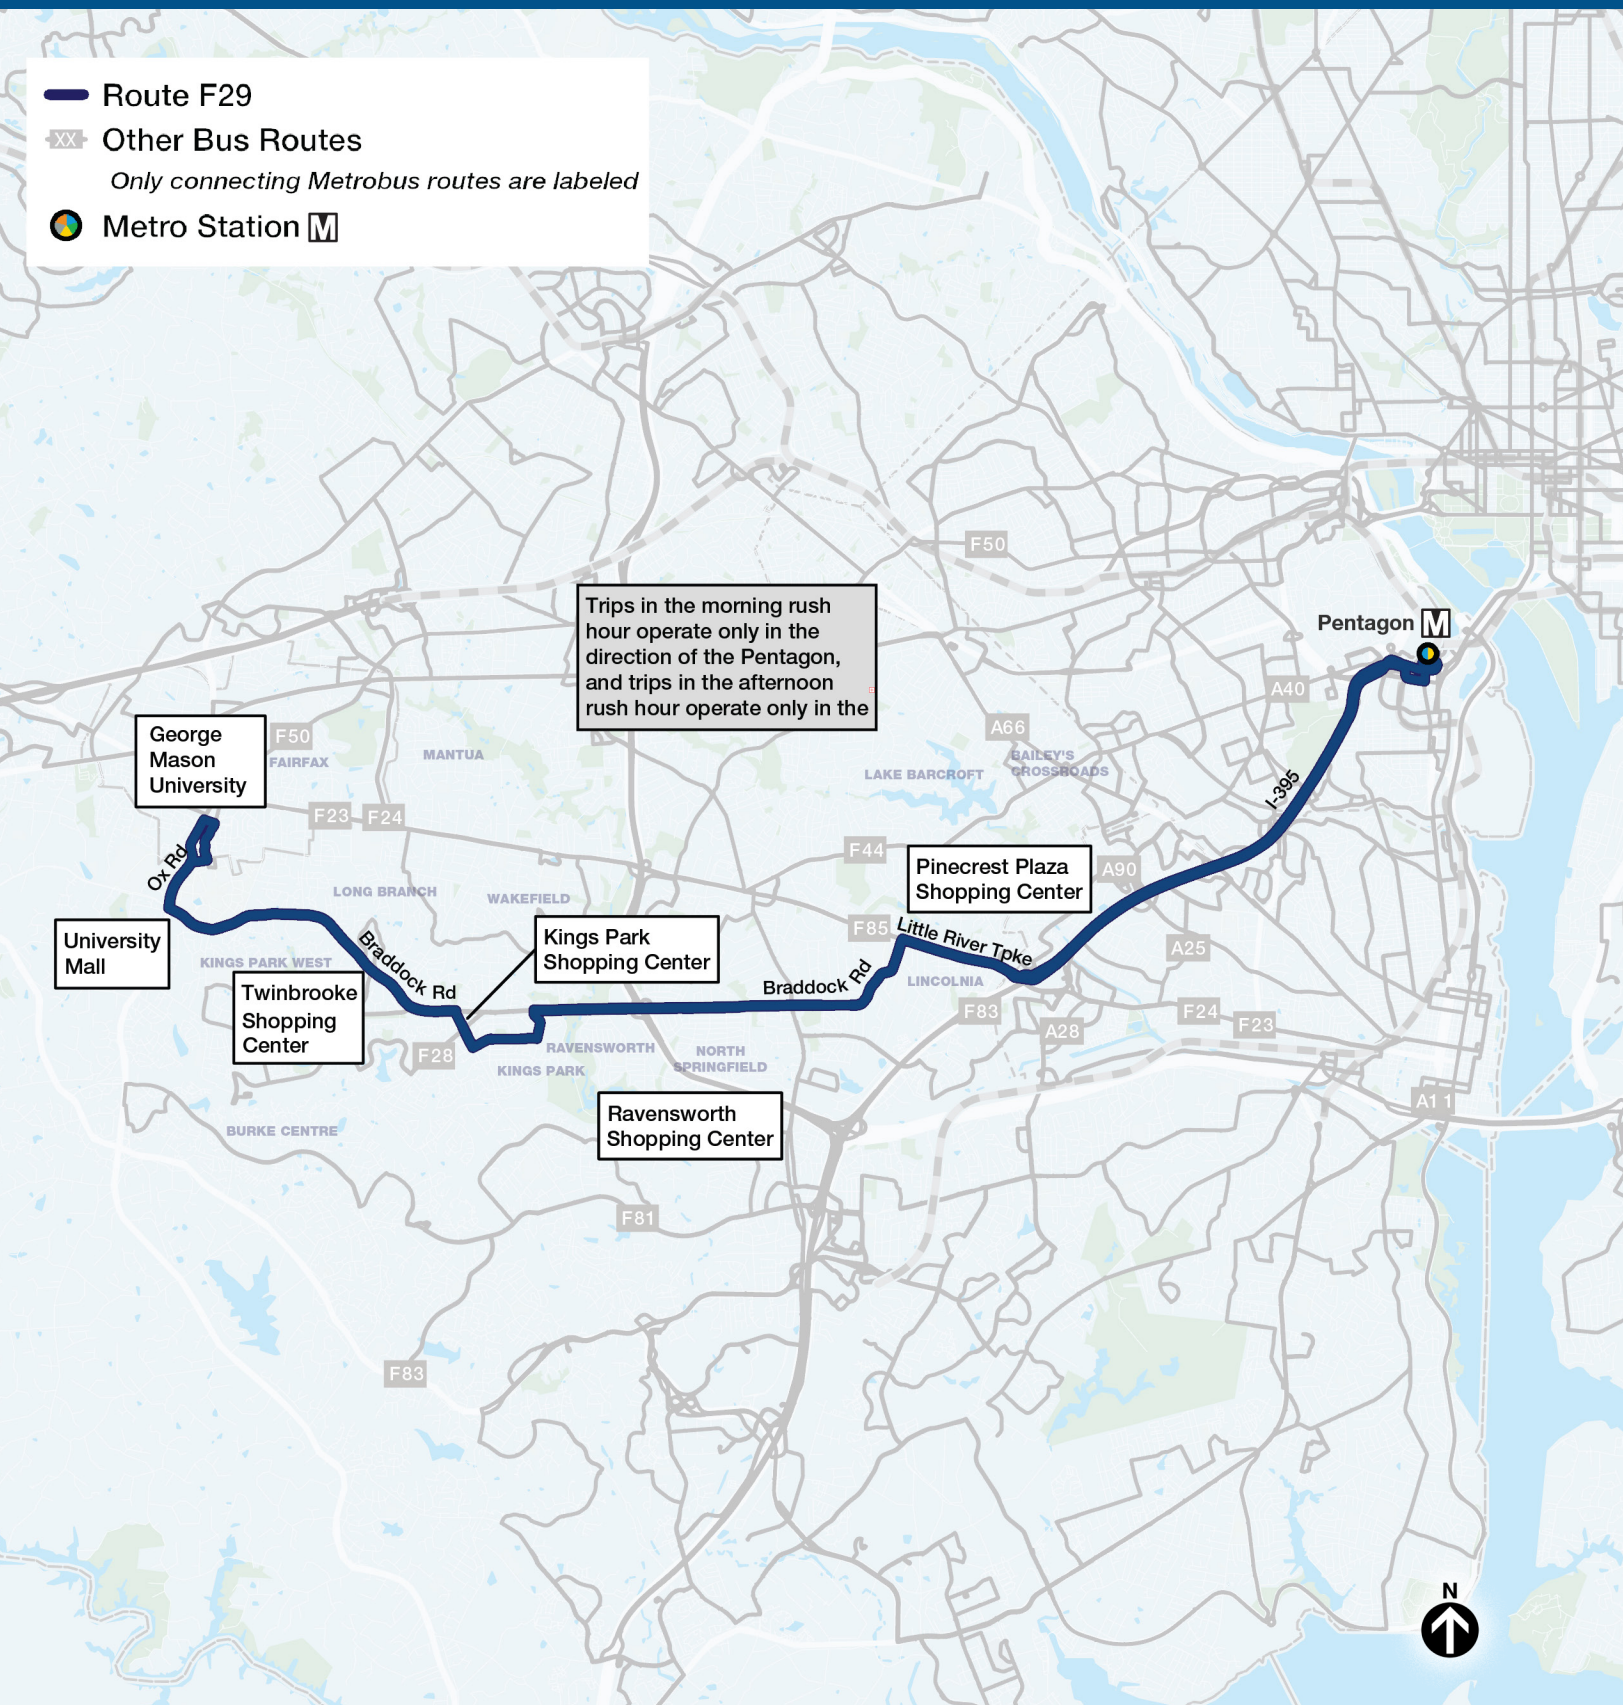 Route F29
XX Other Bus Routes
Only connecting Metrobus routes are labeled
Metro Station M
F50
Trips in the morning rush
hour operate only in the
direction of the Pentagon,
and trips in the afternoon
rush hour operate only in the
Pentagon M
A40
George
Mason
University
F50
FAIRFAX
MANTUA
A66
BAILEY'S
CROSSROADS
LAKE BARCROFT
I-395
F23
F24
F44
Pinecrest Plaza
Shopping Center
A90
Ox Rd
LONG BRANCH
WAKEFIELD
University
Mall
Kings Park
Shopping Center
F85
Little River Tpke
A25
KINGS PARK WEST
Braddock Rd
Twinbrooke
Shopping
Center
Braddock Rd
LINCOLNIA
F83
F24
F23
A28
F28
RAVENSWORTH
KINGS PARK
NORTH
SPRINGFIELD
A11
Ravensworth
Shopping Center
BURKE CENTRE
F81
F83
N